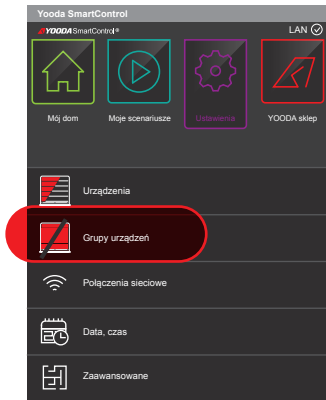 Yooda SmartControl
YOODA SmartControl®
LAN
Mój dom
Moje scenariusze
Ustawienia
YOODA sklep
Urządzenia
Grupy urządzeń
Połączenia sieciowe
Data, czas
Zaawansowane